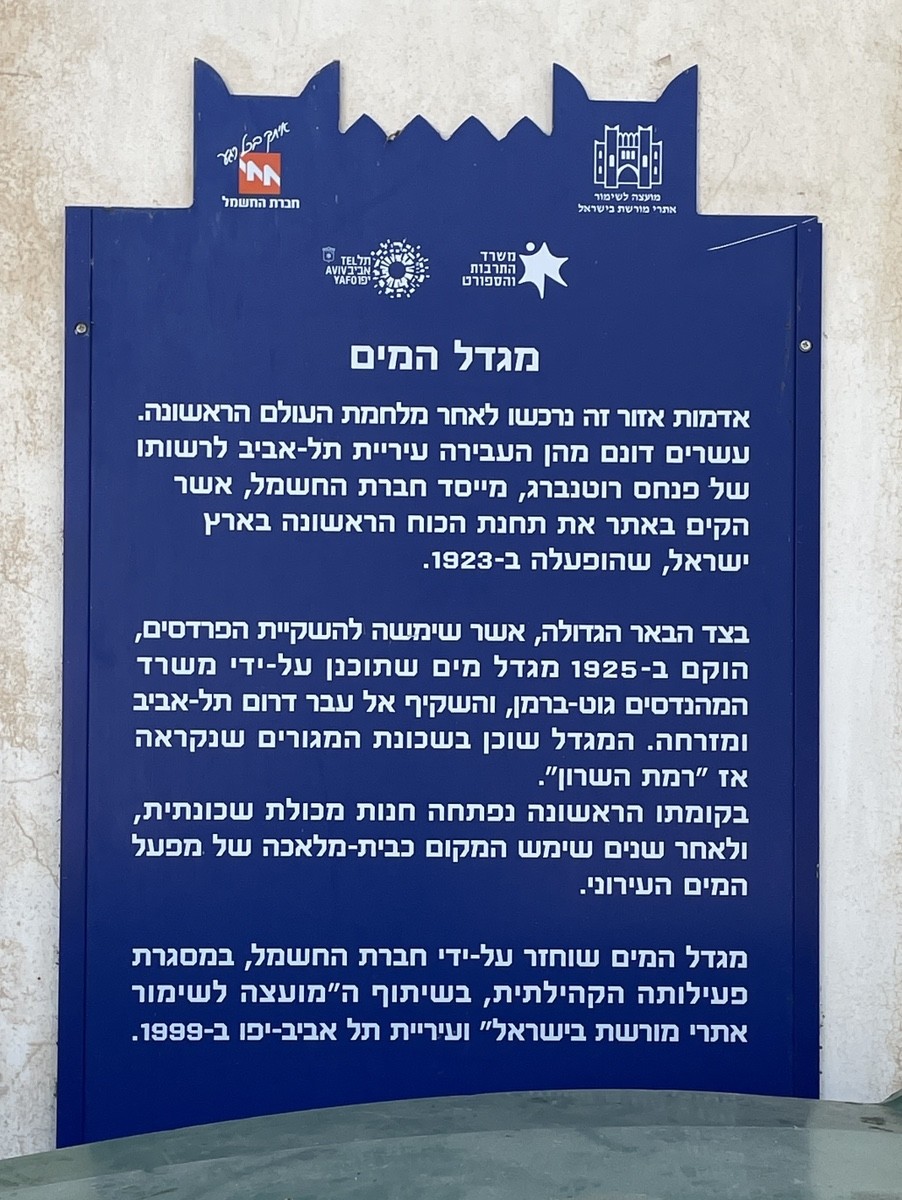 איתך בכל רגע
חברת החשמל
מועצה לשימור
אתרי מורשת בישראל
תל
TEL
אביב
AVIV
יפו
YAFO
משרד
התרבות
והספורט
מגדל המים
אדמות אזור זה נרכשו לאחר מלחמת העולם הראשונה.
עשרים דונם מהן העבירה עיריית תל-אביב לרשותו
של פנחס רוטנברג, מייסד חברת החשמל, אשר
הקים באתר את תחנת הכוח הראשונה בארץ
ישראל, שהופעלה ב-1923.
בצד הבאר הגדולה, אשר שימשה להשקיית הפרדסים,
הוקם ב-1925 מגדל מים שתוכנן על-ידי משרד
המהנדסים גוט-ברמן, והשקיף אל עבר דרום תל-אביב
ומזרחה. המגדל שוכן בשכונת המגורים שנקראה
אז "רמת השרון".
בקומתו הראשונה נפתחה חנות מכולת שכונתית,
ולאחר שנים שימש המקום כבית-מלאכה של מפעל
המים העירוני.
מגדל המים שוחזר על-ידי חברת החשמל, במסגרת
פעילותה הקהילתית, בשיתוף ה"מועצה לשימור
אתרי מורשת בישראל" ועיריית תל אביב-יפו ב-1999.